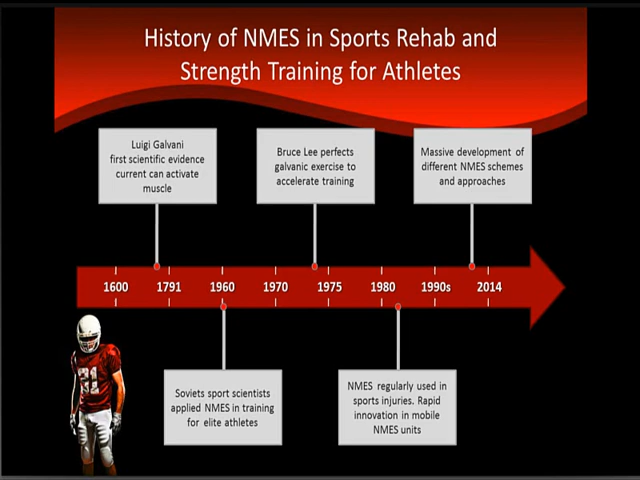 History of NMES in Sports Rehab and
Strength Training for Athletes
Luigi Galvani
first scientific evidence
current can activate
muscle
Bruce Lee perfects
galvanic exercise to
accelerate training
Massive development of
different NMES schemes
and approaches
1600 1791 1960 1970 1975 1980 1990s 2014
Soviets sport scientists
applied NMES in training
for elite athletes
NMES regularly used in
sports injuries. Rapid
innovation in mobile
NMES units
21